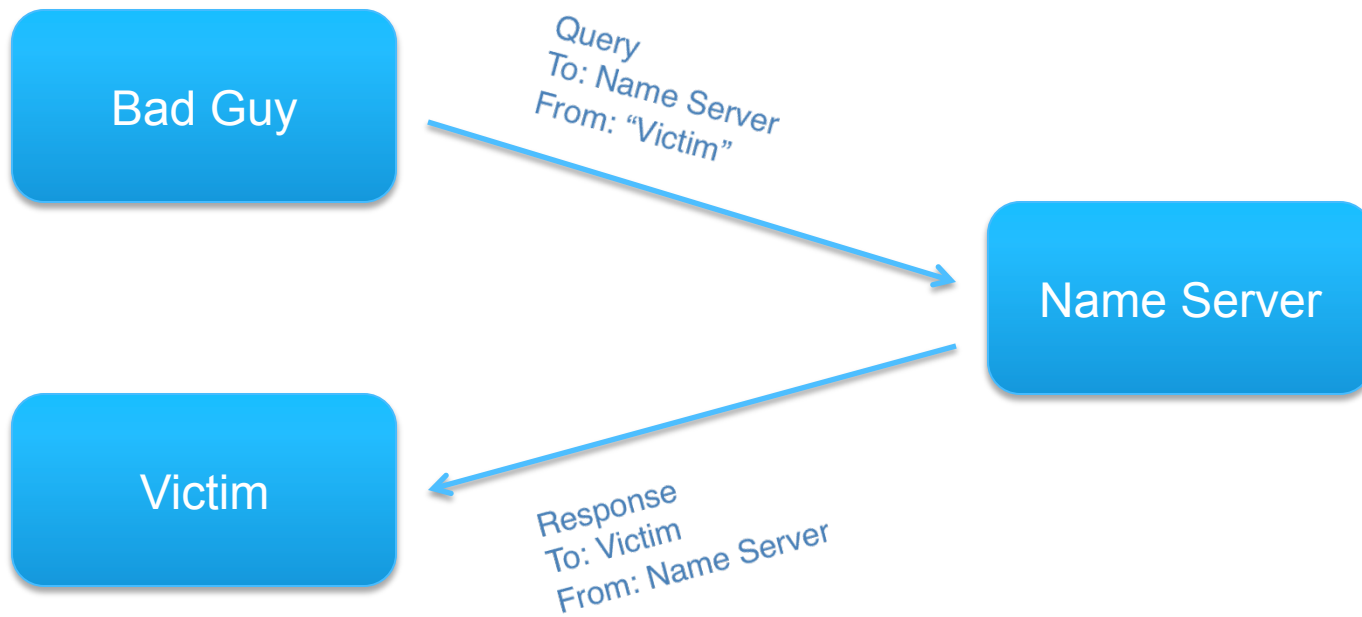 Bad Guy
Query
To: Name Server
From: “Victim”
Name Server
Victim
Response
To: Victim
From: Name Server